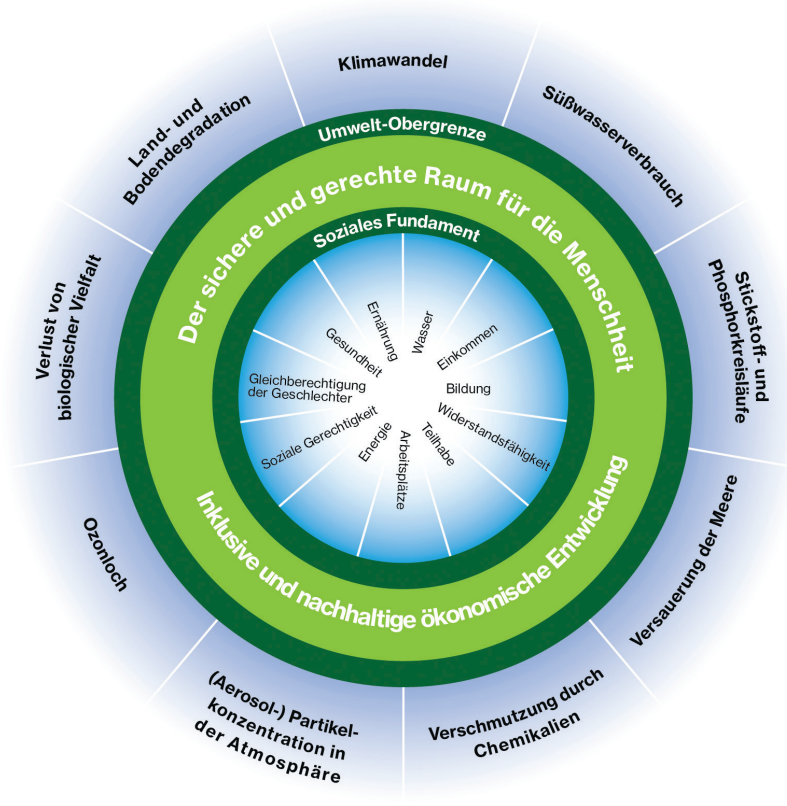 Klimawandel
Süßwasserverbrauch
Stickstoff- und
Phosphorkreisläufe
Versauerung der Meere
Verschmutzung durch
Chemikalien
(Aerosol-) Partikel-
konzentration in
der Atmosphäre
Ozonloch
Verlust von
biologischer Vielfalt
Land- und
Bodendegradation
Umwelt-Obergrenze
Der sichere und gerechte Raum für die Menschheit
Soziales Fundament
Wasser
Einkommen
Bildung
Widerstandsfähigkeit
Teilhabe
Arbeitsplätze
Energie
Soziale Gerechtigkeit
Gleichberechtigung
der Geschlechter
Gesundheit
Ernährung
Inklusive und nachhaltige ökonomische Entwicklung